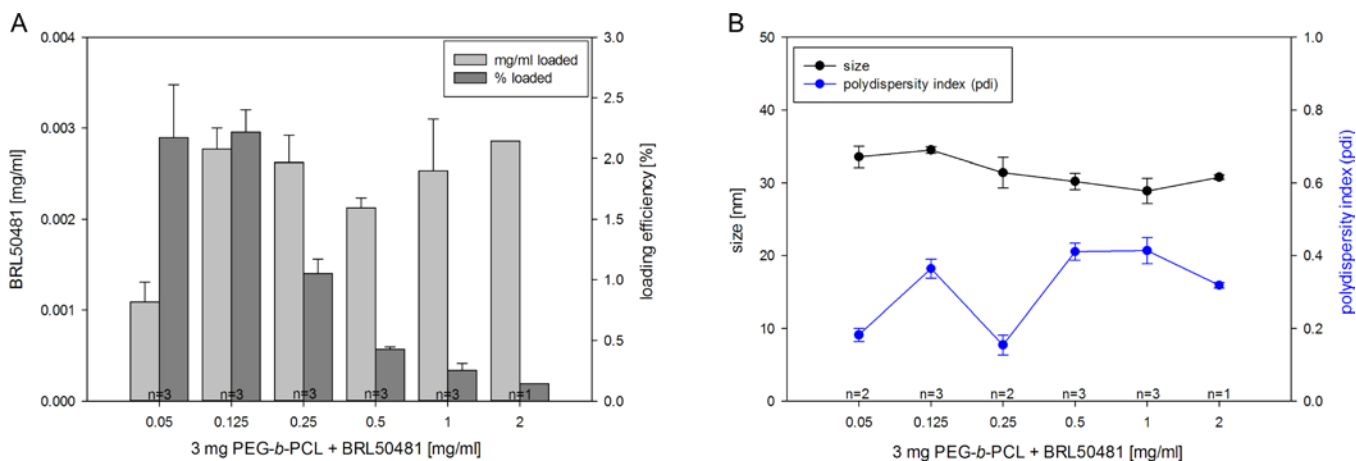 A
BRL50481 [mg/ml]
0.004
0.003
0.002
0.001
0.000
mg/ml loaded
% loaded
3.0
2.5
2.0
1.5
1.0
0.5
0.0
loading efficiency [%]
n=3 n=3 n=3 n=3 n=3 n=1
0.05 0.125 0.25 0.5 1 2
3 mg PEG-b-PCL + BRL50481 [mg/ml]
B
size [nm]
50
40
30
20
10
0
size
polydispersity index (pdi)
1.0
0.8
0.6
0.4
0.2
0.0
polydispersity index (pdi)
n=2 n=3 n=2 n=3 n=3 n=1
0.05 0.125 0.25 0.5 1 2
3 mg PEG-b-PCL + BRL50481 [mg/ml]